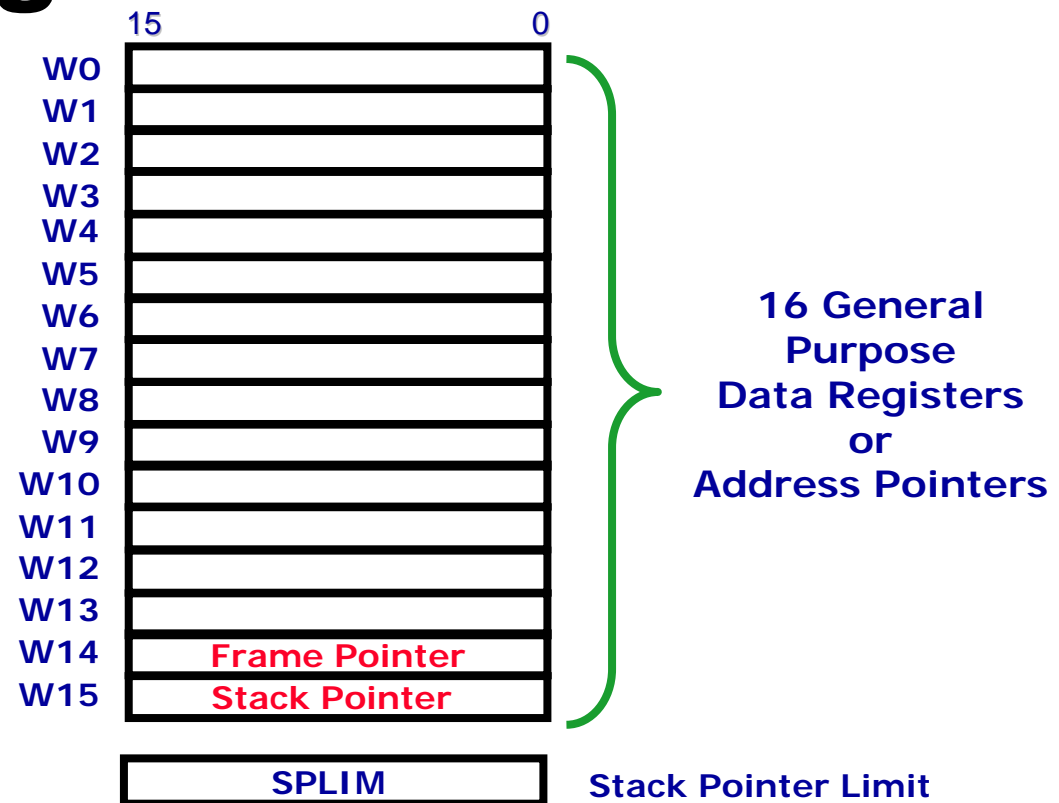 15 0
W0
W1
W2
W3
W4
W5
W6
W7
W8
W9
W10
W11
W12
W13
W14 Frame Pointer
W15 Stack Pointer
16 General
Purpose
Data Registers
or
Address Pointers
SPLIM Stack Pointer Limit